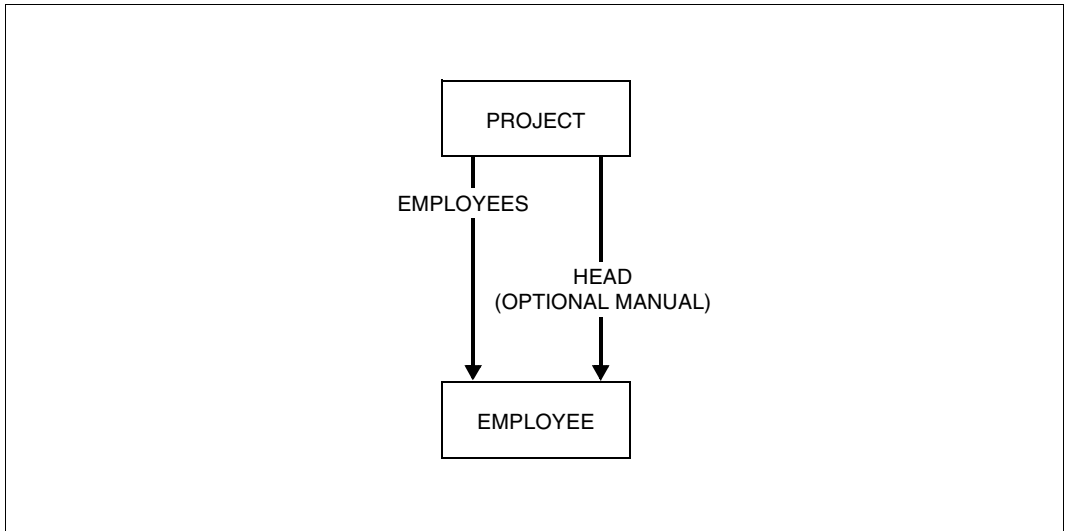 PROJECT
EMPLOYEES
HEAD
(OPTIONAL MANUAL)
EMPLOYEE